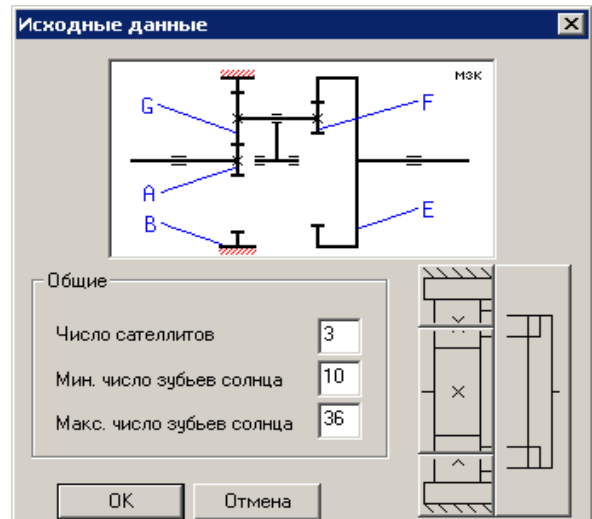 Исходные данные
мзк
G
F
A
B
E
Общие
Число сателлитов 3
Мин. число зубьев солнца 10
Макс. число зубьев солнца 36
OK Отмена